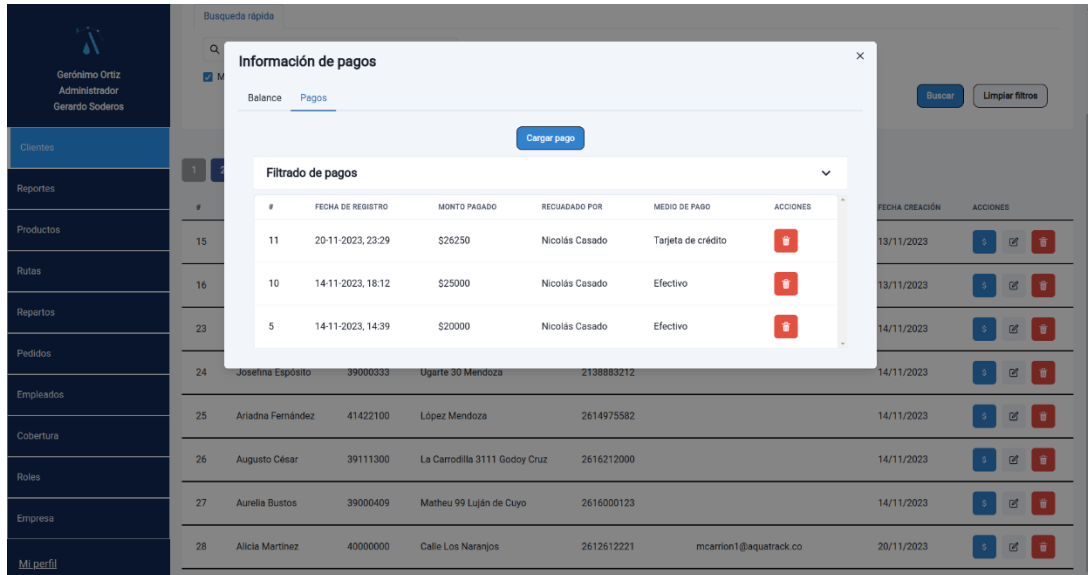 Gerónimo Ortiz
Administrador
Gerardo Soderos
Clientes
Reportes
Productos
Rutas
Repartos
Pedidos
Empleados
Cobertura
Roles
Empresa
Mi perfil
Busqueda rápida
M
Buscar Limpiar filtros
1 2
Información de pagos ×
Balance Pagos
Cargar pago
Filtrado de pagos
# FECHA DE REGISTRO MONTO PAGADO RECUADADO POR MEDIO DE PAGO ACCIONES
11 20-11-2023, 23:29 $26250 Nicolás Casado Tarjeta de crédito
10 14-11-2023, 18:12 $25000 Nicolás Casado Efectivo
5 14-11-2023, 14:39 $20000 Nicolás Casado Efectivo
# FECHA CREACIÓN ACCIONES
15 13/11/2023 $
16 13/11/2023 $
23 14/11/2023 $
24 Josefina Espósito 39000333 Ugarte 30 Mendoza 2138883212 14/11/2023 $
25 Ariadna Fernández 41422100 López Mendoza 2614975582 14/11/2023 $
26 Augusto César 39111300 La Carrodilla 3111 Godoy Cruz 2616212000 14/11/2023 $
27 Aurelia Bustos 39000409 Matheu 99 Luján de Cuyo 2616000123 14/11/2023 $
28 Alicia Martinez 40000000 Calle Los Naranjos 2612612221 mcarrion1@aquatrack.co 20/11/2023 $